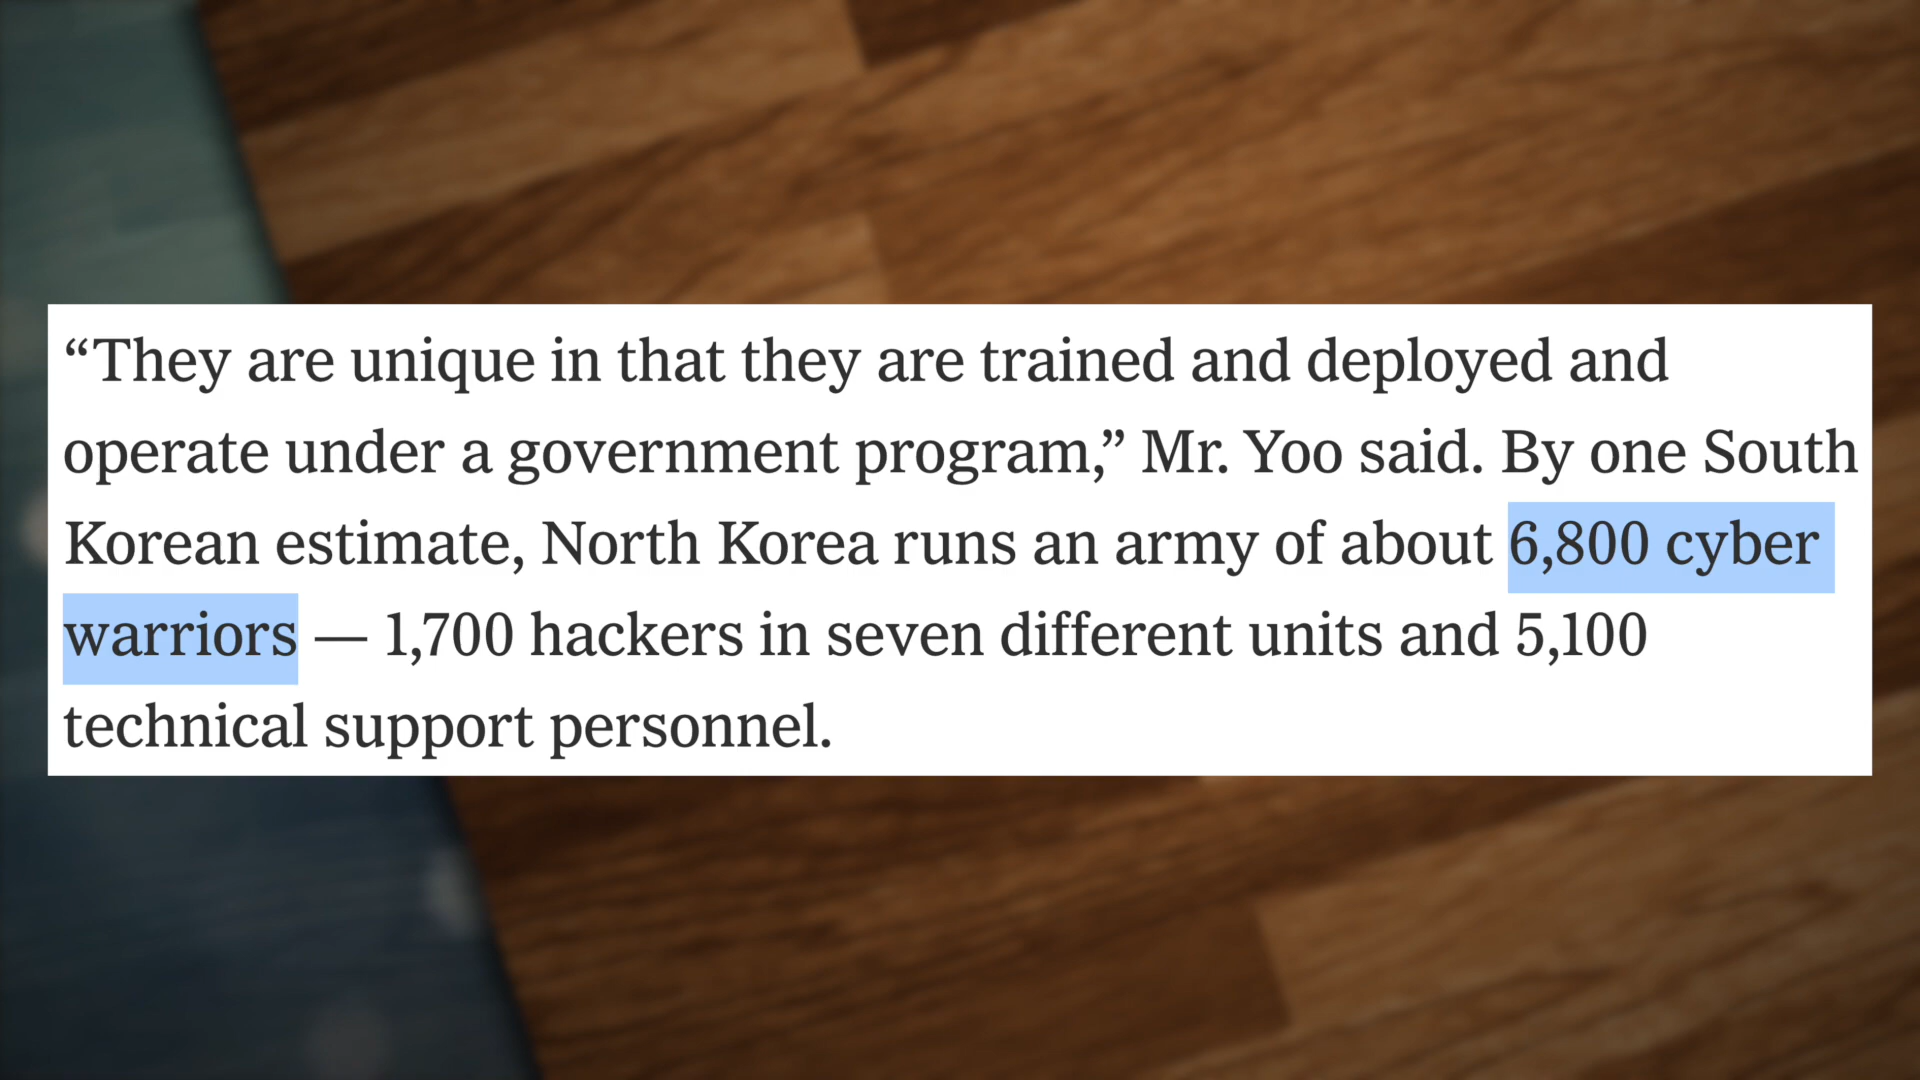 “They are unique in that they are trained and deployed and
operate under a government program,” Mr. Yoo said. By one South
Korean estimate, North Korea runs an army of about 6,800 cyber
warriors — 1,700 hackers in seven different units and 5,100
technical support personnel.